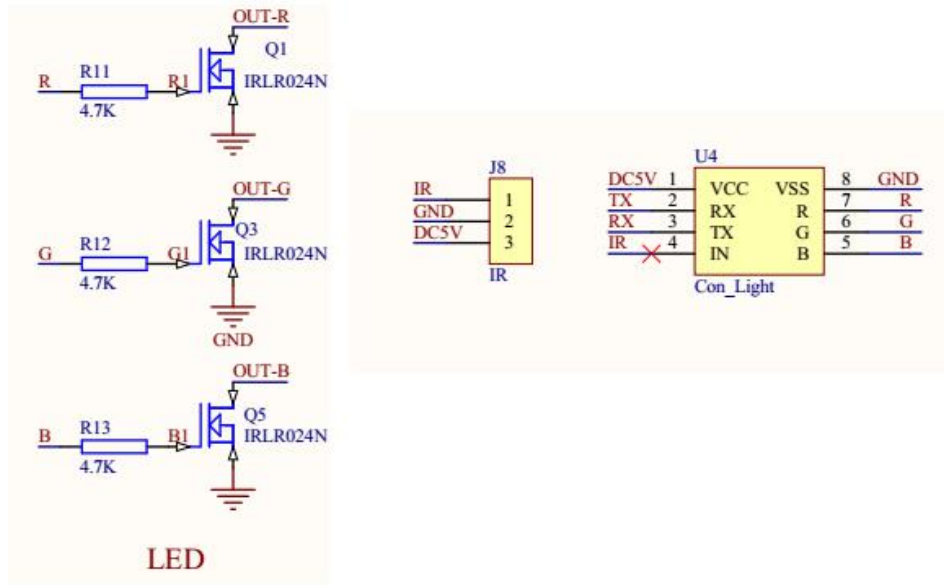 OUT-R
Q1
R11
R
R1
IRLR024N
4.7K
OUT-G
Q3
R12
G
G1
IRLR024N
4.7K
GND
OUT-B
Q5
R13
B
B1
IRLR024N
4.7K
LED
J8
IR
1
GND
2
DC5V
3
IR
U4
DC5V 1 VCC VSS 8 GND
TX 2 RX R 7 R
RX 3 TX G 6 G
IR 4 IN B 5 B
Con_Light